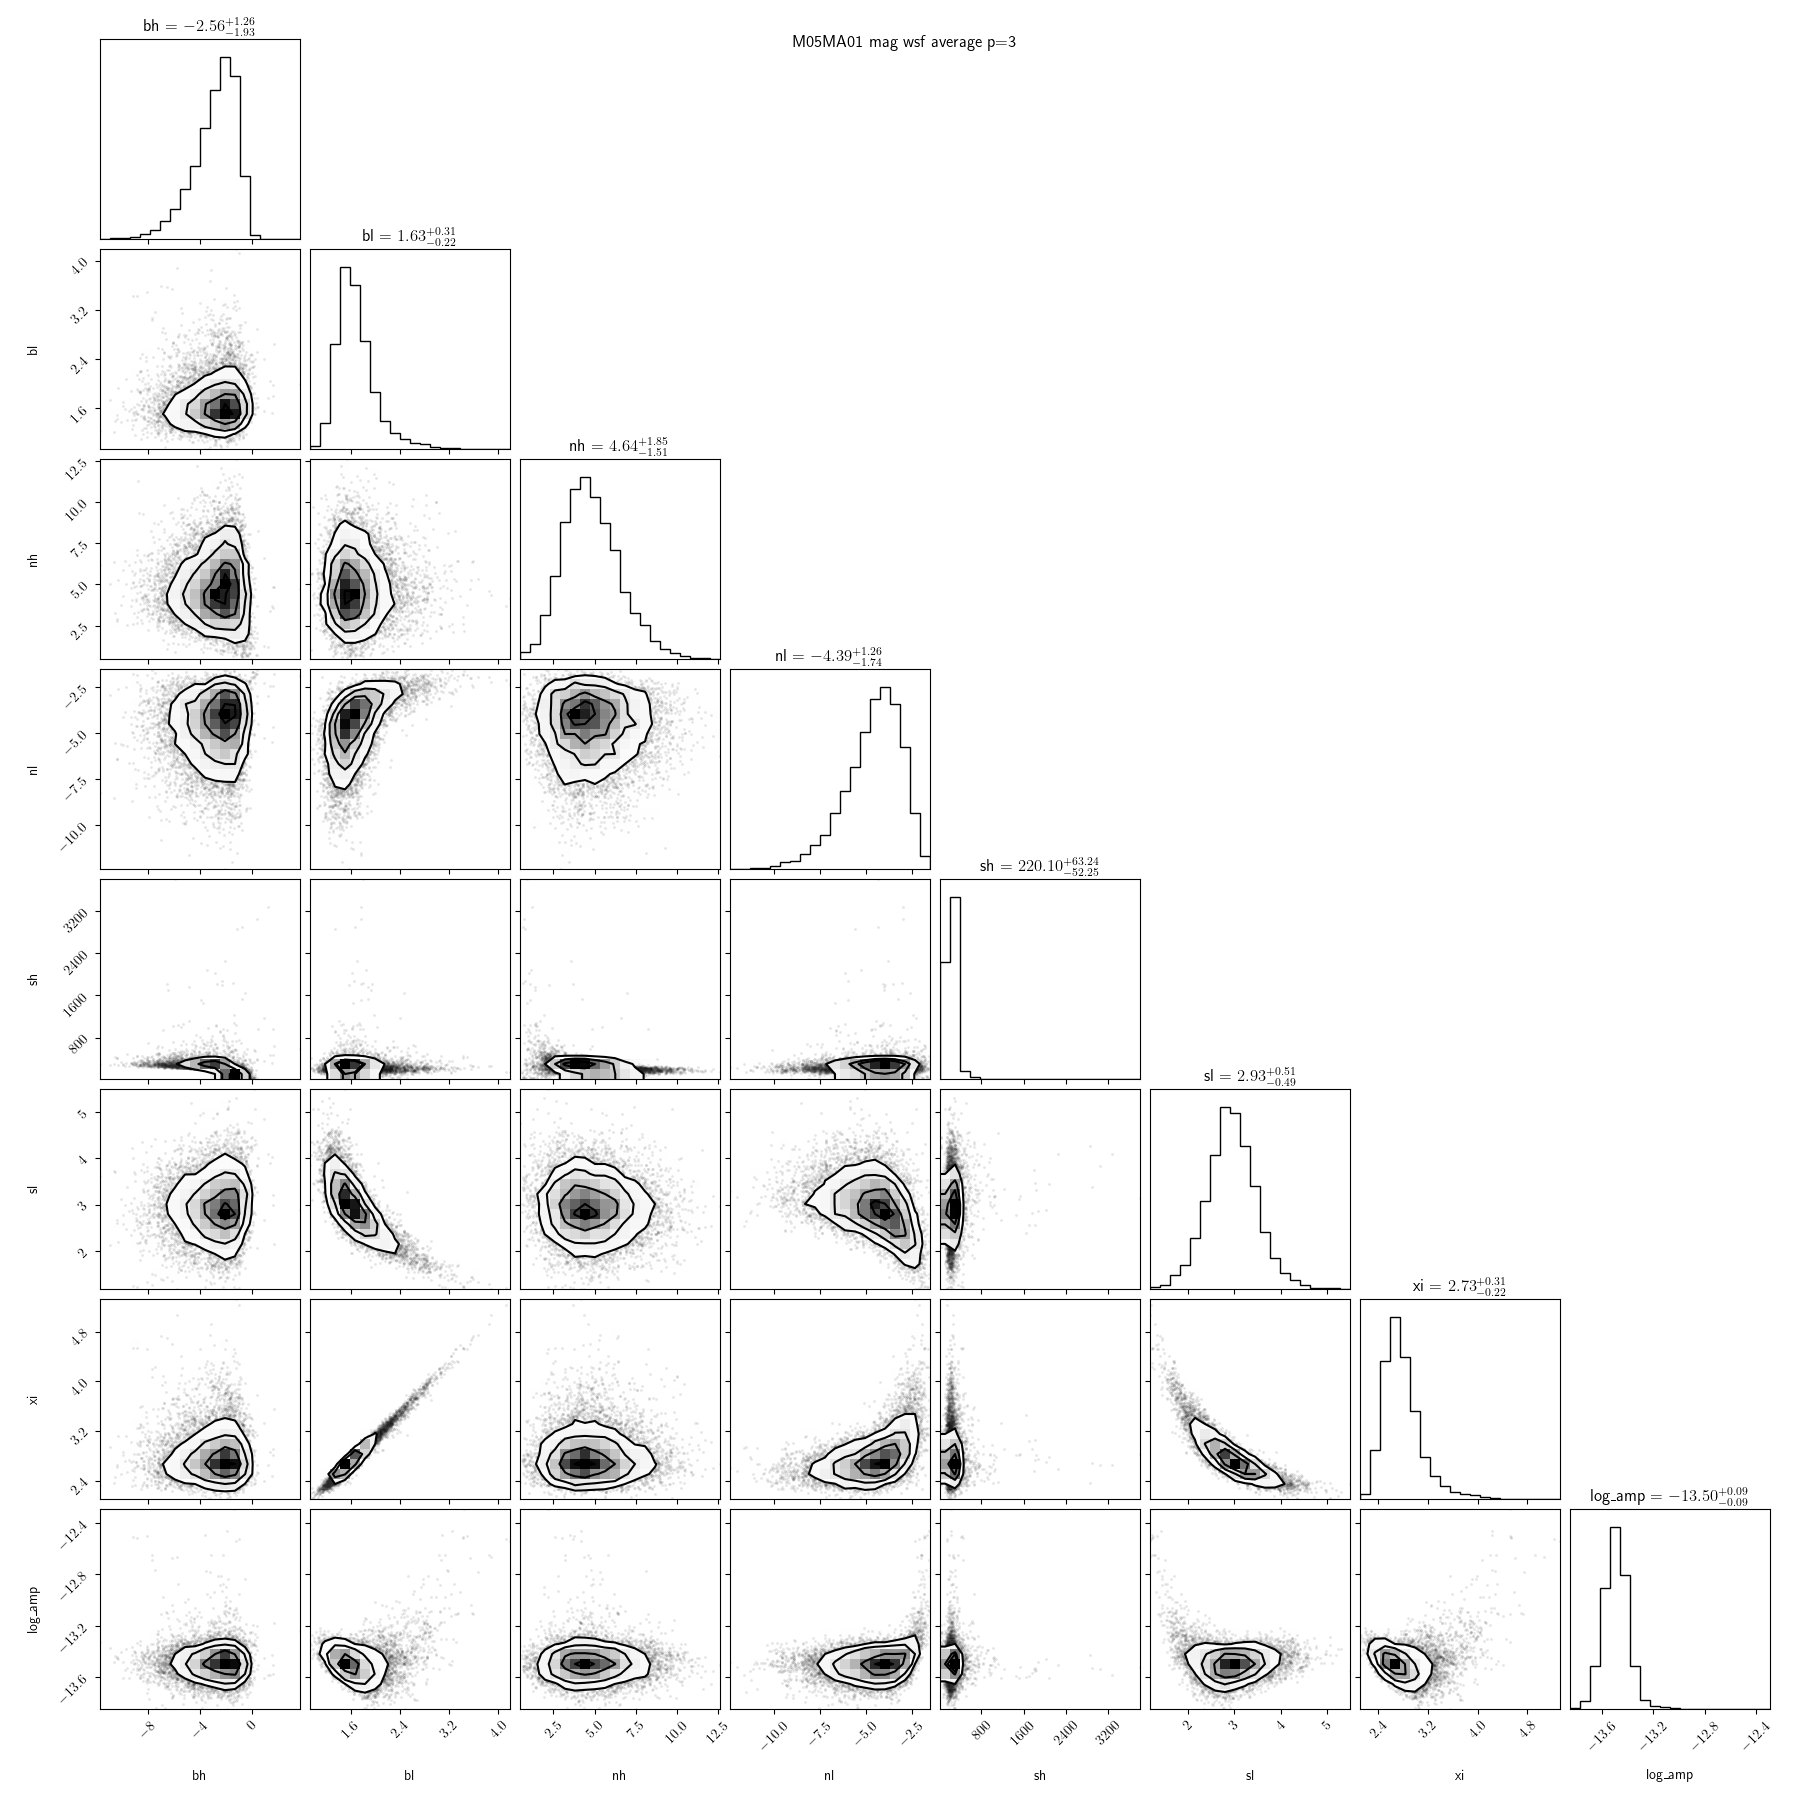 bh = −2.56+1.26 −1.93
M05MA01 mag wsf average p=3
bl = 1.63+0.31 −0.22
4.0
3.2
2.4
1.6
bl
nh = 4.64+1.85 −1.51
12.5
10.0
7.5
5.0
2.5
nh
nl = −4.39+1.26 −1.74
−2.5
−5.0
−7.5
−10.0
nl
sh = 220.10+63.24 −52.25
3200
2400
1600
800
sh
sl = 2.93+0.51 −0.49
5
4
3
2
sl
xi = 2.73+0.31 −0.22
4.8
4.0
3.2
2.4
xi
log_amp = −13.50+0.09 −0.09
−12.4
−12.8
−13.2
−13.6
log_amp
−8 −4 0 1.6 2.4 3.2 4.0 2.5 5.0 7.5 10.0 12.5 −10.0 −7.5 −5.0 −2.5 800 1600 2400 3200 2 3 4 5 2.4 3.2 4.0 4.8 −13.6 −13.2 −12.8 −12.4
bh bl nh nl sh sl xi log_amp